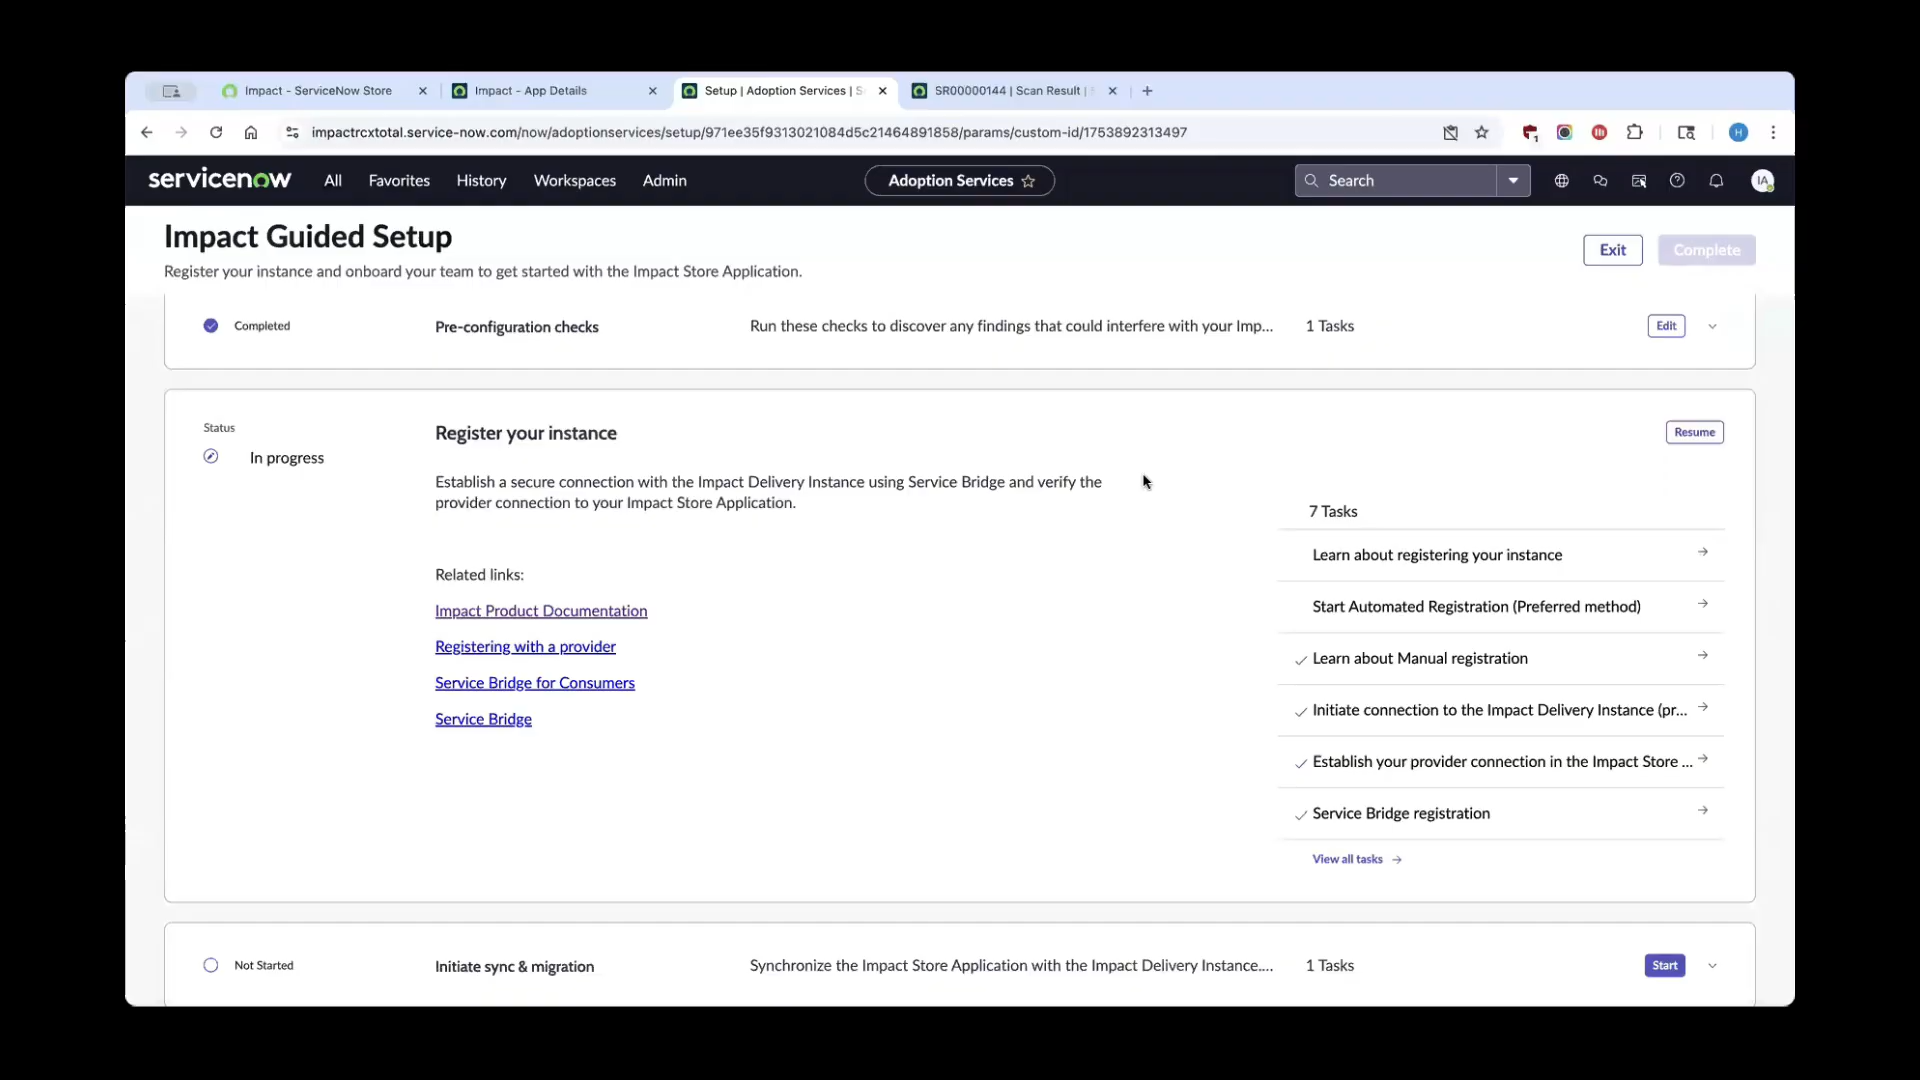 Impact - ServiceNow Store
Impact - App Details
Setup | Adoption Services | S
SR00000144 | Scan Result |
impactrcxtotal.service-now.com/now/adoptionservices/setup/971ee35f9313021084d5c21464891858/params/custom-id/1753892313497
H
servicenow
All
Favorites
History
Workspaces
Admin
Adoption Services
Search
IA
Impact Guided Setup
Register your instance and onboard your team to get started with the Impact Store Application.
Exit
Complete
Completed
Pre-configuration checks
Run these checks to discover any findings that could interfere with your Imp...
1 Tasks
Edit
Status
In progress
Register your instance
Establish a secure connection with the Impact Delivery Instance using Service Bridge and verify the
provider connection to your Impact Store Application.
Related links:
Impact Product Documentation
Registering with a provider
Service Bridge for Consumers
Service Bridge
Resume
7 Tasks
Learn about registering your instance
Start Automated Registration (Preferred method)
Learn about Manual registration
Initiate connection to the Impact Delivery Instance (pr...
Establish your provider connection in the Impact Store ...
Service Bridge registration
View all tasks
Not Started
Initiate sync & migration
Synchronize the Impact Store Application with the Impact Delivery Instance....
1 Tasks
Start